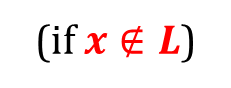 (if x ∉ L)